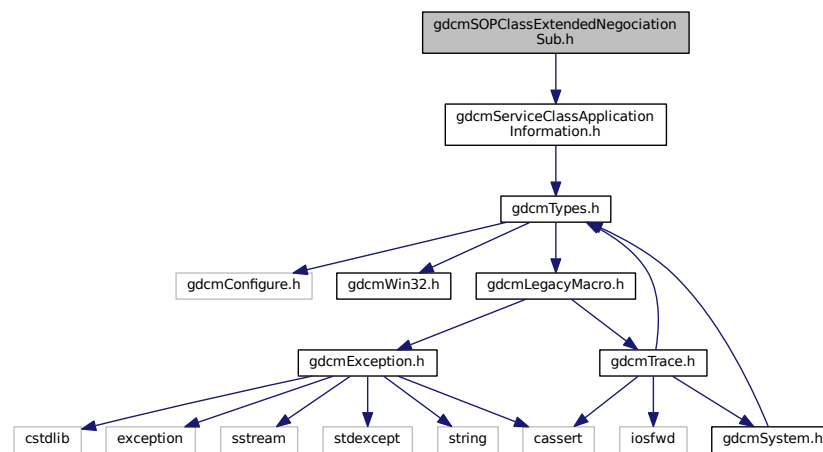 gdcmSOPClassExtendedNegociation
Sub.h
gdcmServiceClassApplication
Information.h
gdcmTypes.h
gdcmConfigure.h
gdcmWin32.h
gdcmLegacyMacro.h
gdcmException.h
gdcmTrace.h
cstdlib
exception
sstream
stdexcept
string
cassert
iosfwd
gdcmSystem.h